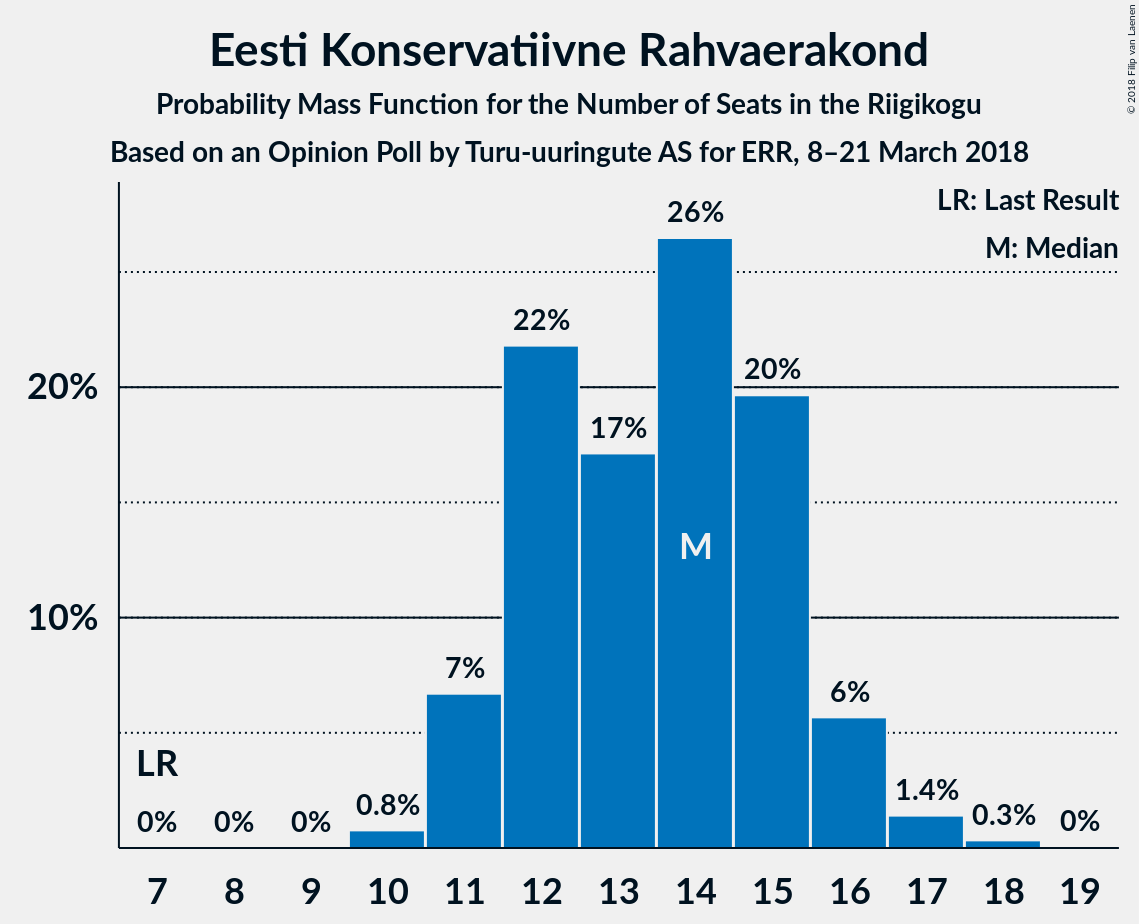 Eesti Konservatiivne Rahvaerakond
Probability Mass Function for the Number of Seats in the Riigikogu
Based on an Opinion Poll by Turu-uuringute AS for ERR, 8–21 March 2018
© 2018 Filip van Laenen
LR: Last Result
M: Median
26%
22%
20%
20%
17%
M
10%
7%
6%
LR
0%
0%
0%
0.8%
1.4%
0.3%
0%
7 8 9 10 11 12 13 14 15 16 17 18 19